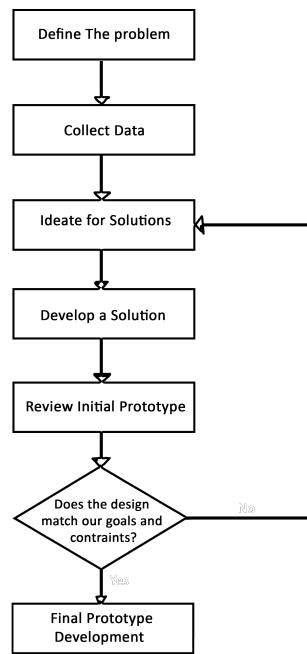 Define The problem
Collect Data
Ideate for Solutions
Develop a Solution
Review Initial Prototype
Does the design
match our goals and
contraints?
No
Yes
Final Prototype
Development